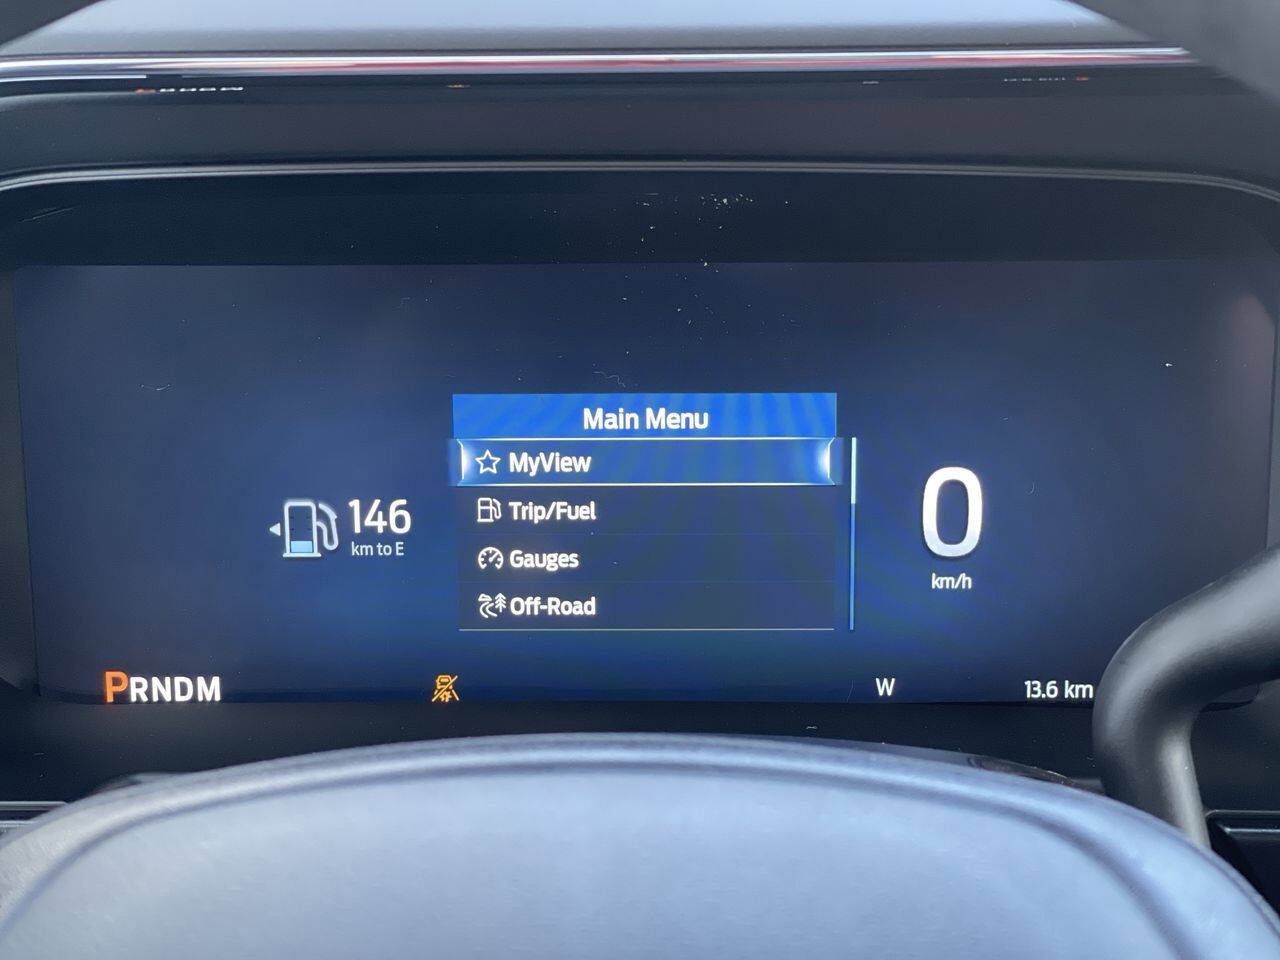 Main Menu
MyView
Trip/Fuel
Gauges
Off-Road
146
km to E
0
km/h
PRNDM
W
13.6 km